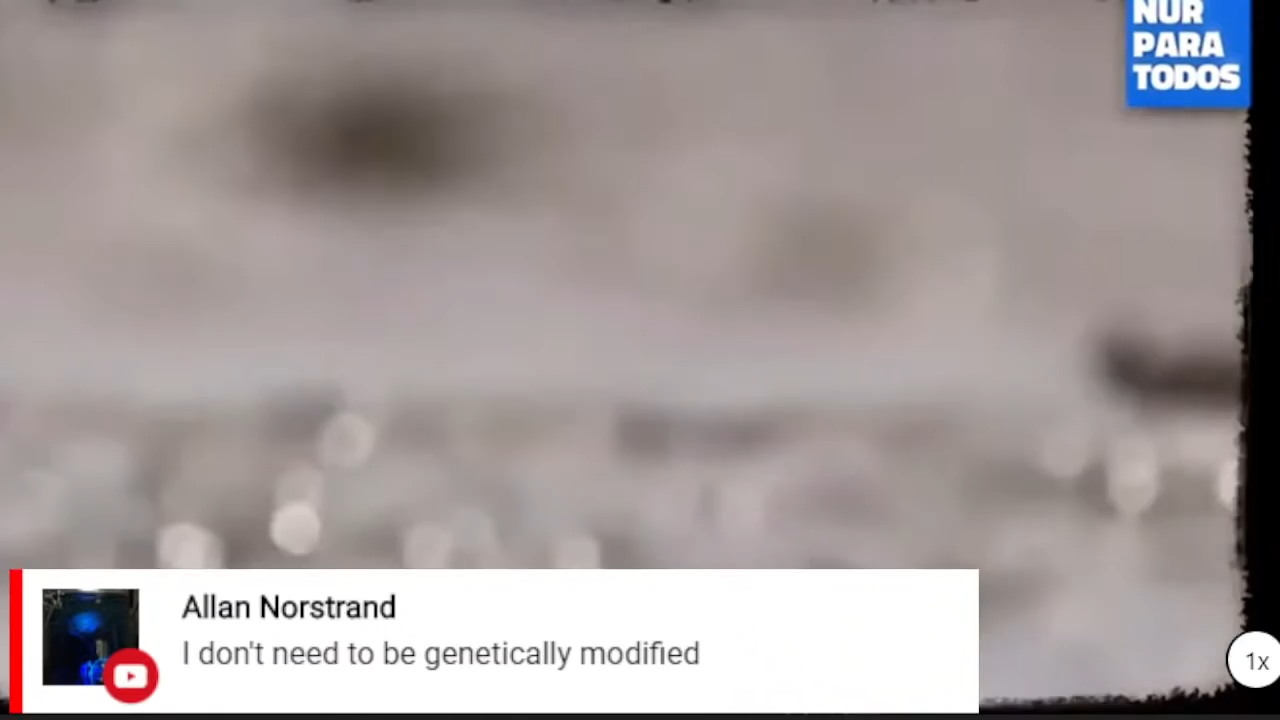 NUR
PARA
TODOS
Allan Norstrand
I don't need to be genetically modified
1x